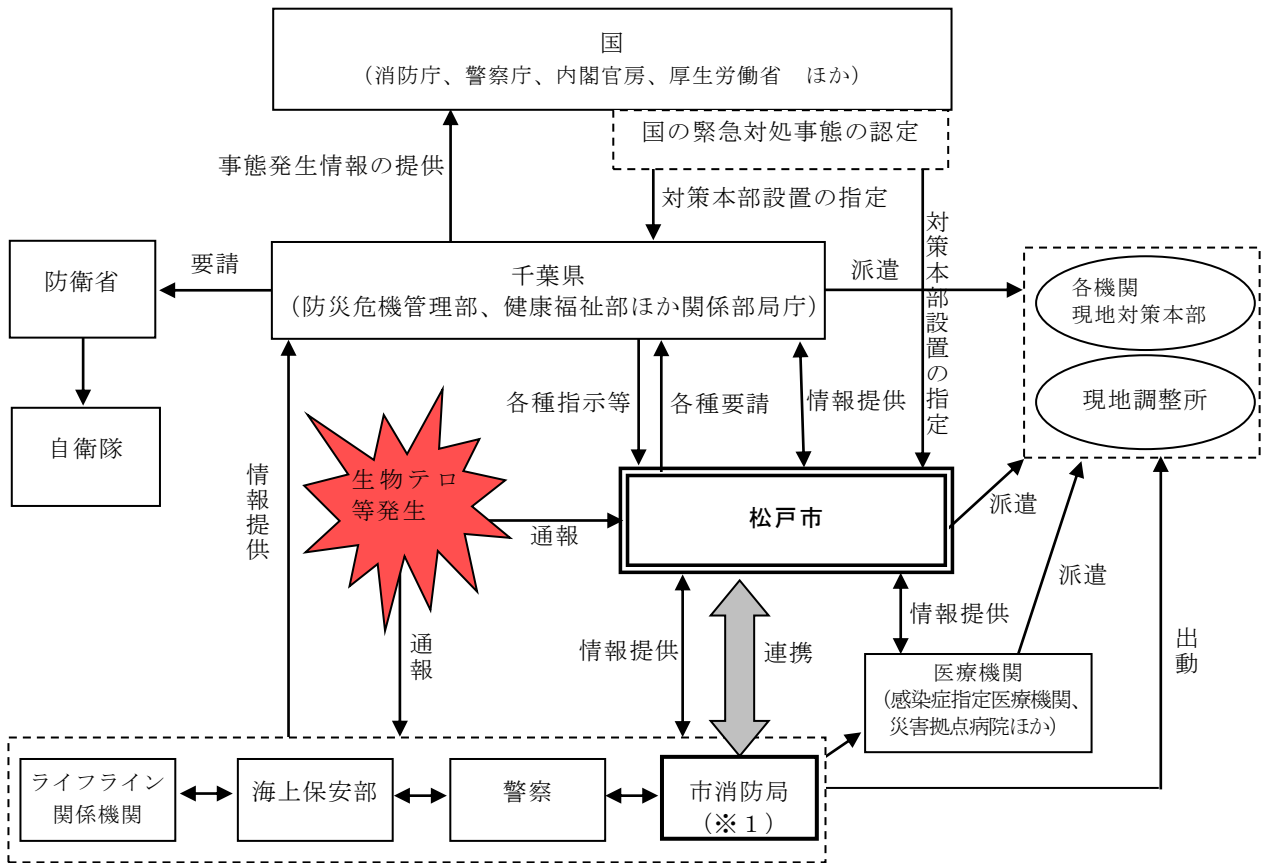 国
（消防庁、警察庁、内閣官房、厚生労働省　ほか）
国の緊急対処事態の認定
事態発生情報の提供
対策本部設置の指定
対策本部設置の指定
防衛省
要請
千葉県
（防災危機管理部、健康福祉部ほか関係部局庁）
派遣
各機関
現地対策本部
現地調整所
自衛隊
各種指示等
各種要請
情報提供
情報提供
生物テロ
等発生
通報
松戸市
派遣
通報
情報提供
連携
情報提供
派遣
出動
医療機関
（感染症指定医療機関、
災害拠点病院ほか）
ライフライン
関係機関
海上保安部
警察
市消防局
（※１）